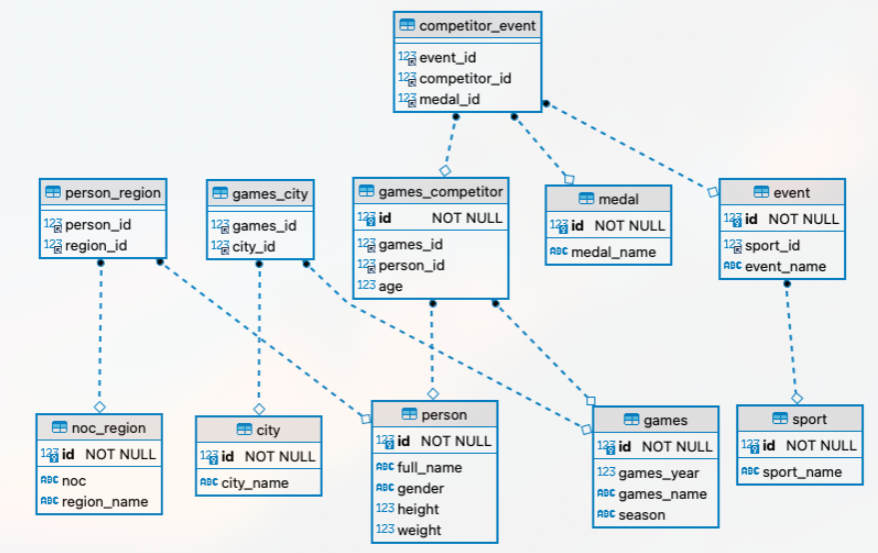 competitor_event
123 event_id
123 competitor_id
123 medal_id
person_region
123 person_id
123 region_id
games_city
123 games_id
123 city_id
games_competitor
123 id NOT NULL
123 games_id
123 person_id
123 age
medal
123 id NOT NULL
ABC medal_name
event
123 id NOT NULL
123 sport_id
ABC event_name
noc_region
123 id NOT NULL
ABC noc
ABC region_name
city
123 id NOT NULL
ABC city_name
person
123 id NOT NULL
ABC full_name
ABC gender
123 height
123 weight
games
123 id NOT NULL
123 games_year
ABC games_name
ABC season
sport
123 id NOT NULL
ABC sport_name